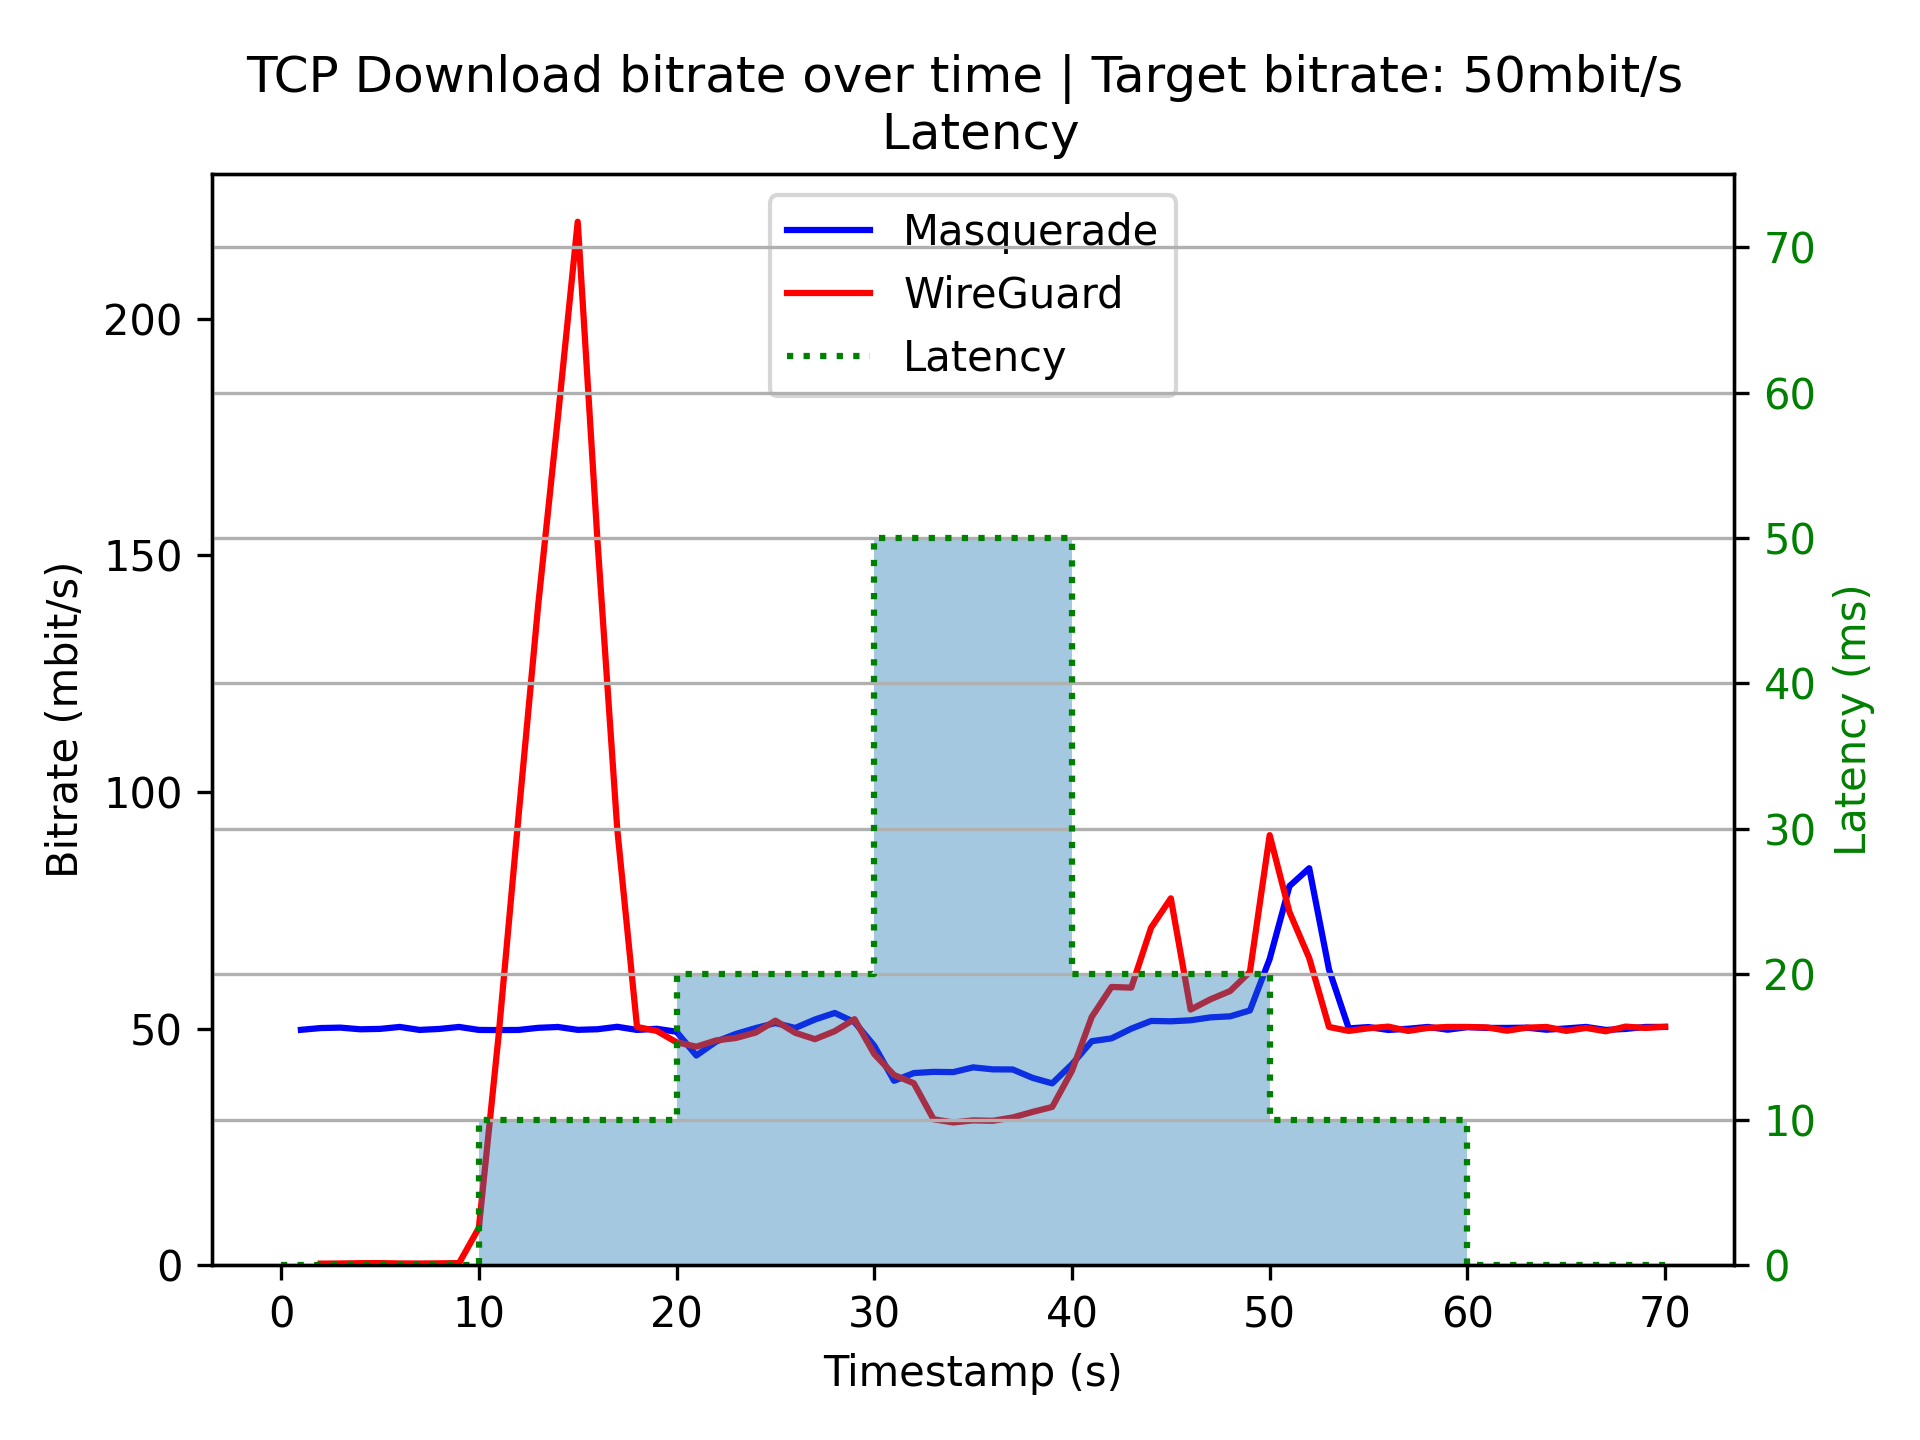 TCP Download bitrate over time | Target bitrate: 50mbit/s
Latency
Masquerade
WireGuard
Latency
Bitrate (mbit/s)
200
150
100
50
0
70
60
50
40
30
20
10
0
Latency (ms)
0 10 20 30 40 50 60 70
Timestamp (s)